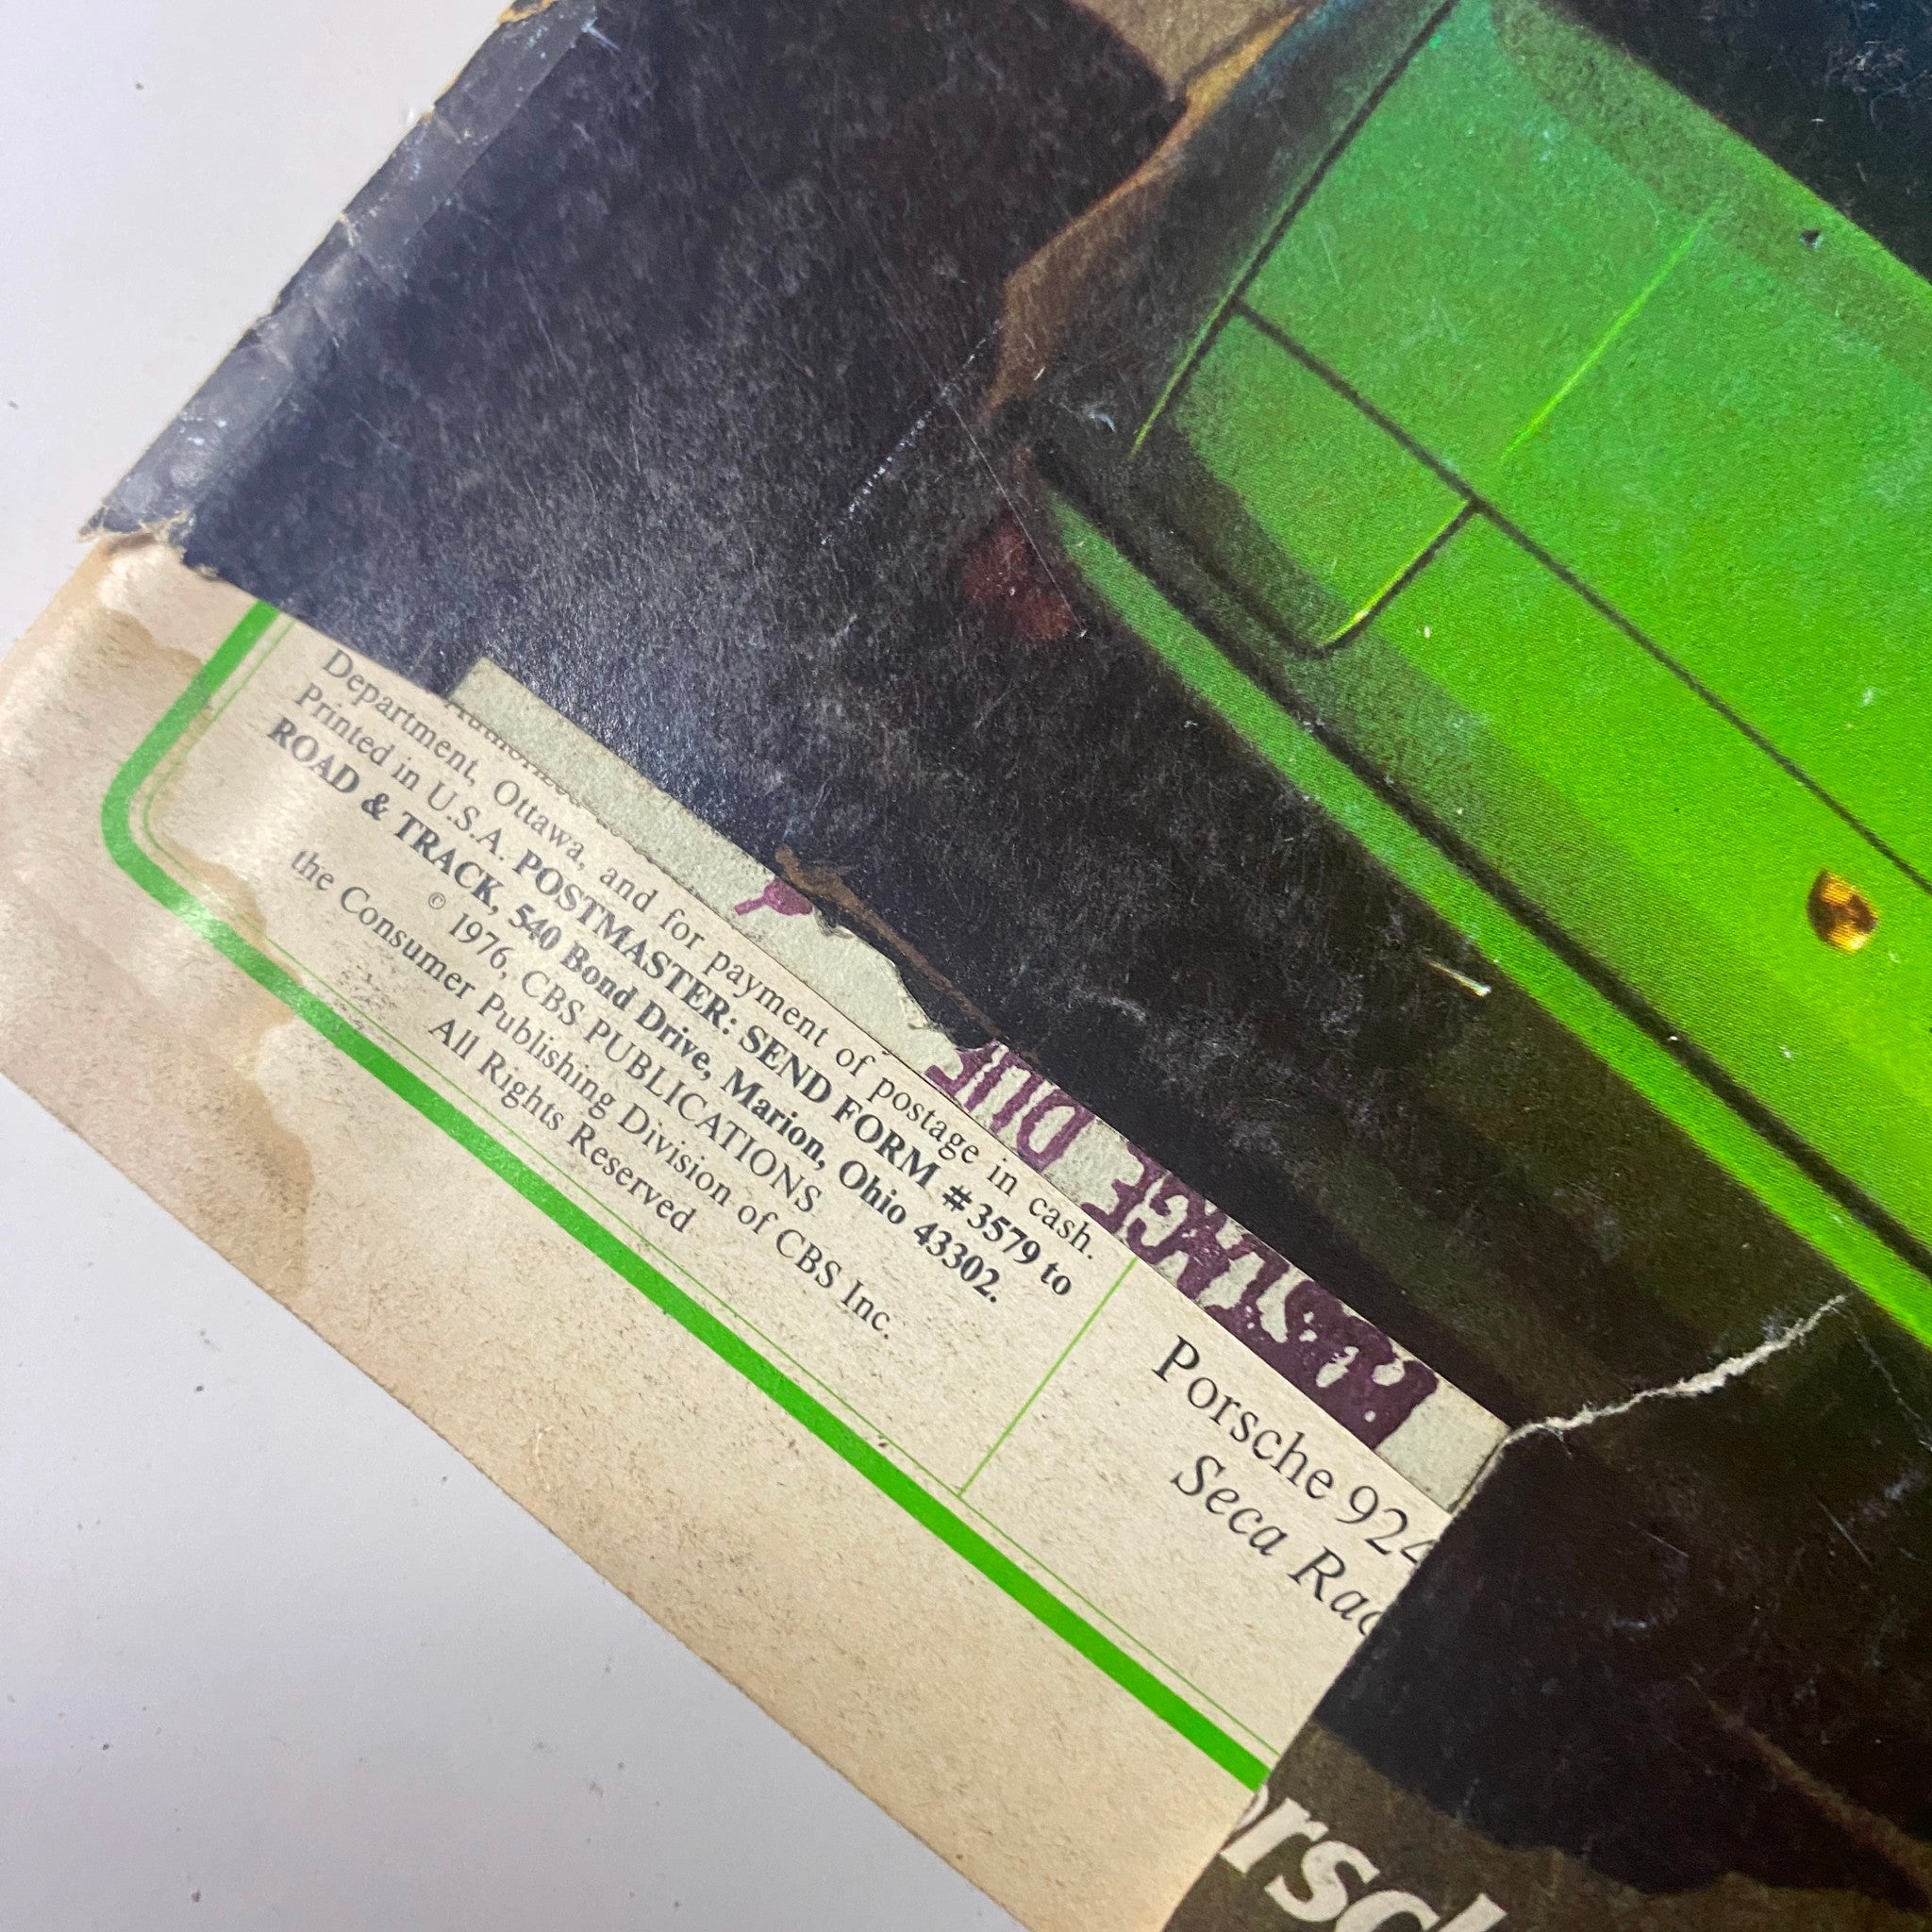 Department, Ottawa, and for payment of postage in cash.
Printed in U.S.A. POSTMASTER: SEND FORM #3579 to
ROAD & TRACK, 540 Bond Drive, Marion, Ohio 43302.
© 1976, CBS PUBLICATIONS
the Consumer Publishing Division of CBS Inc.
All Rights Reserved
Porsche 924
Seca